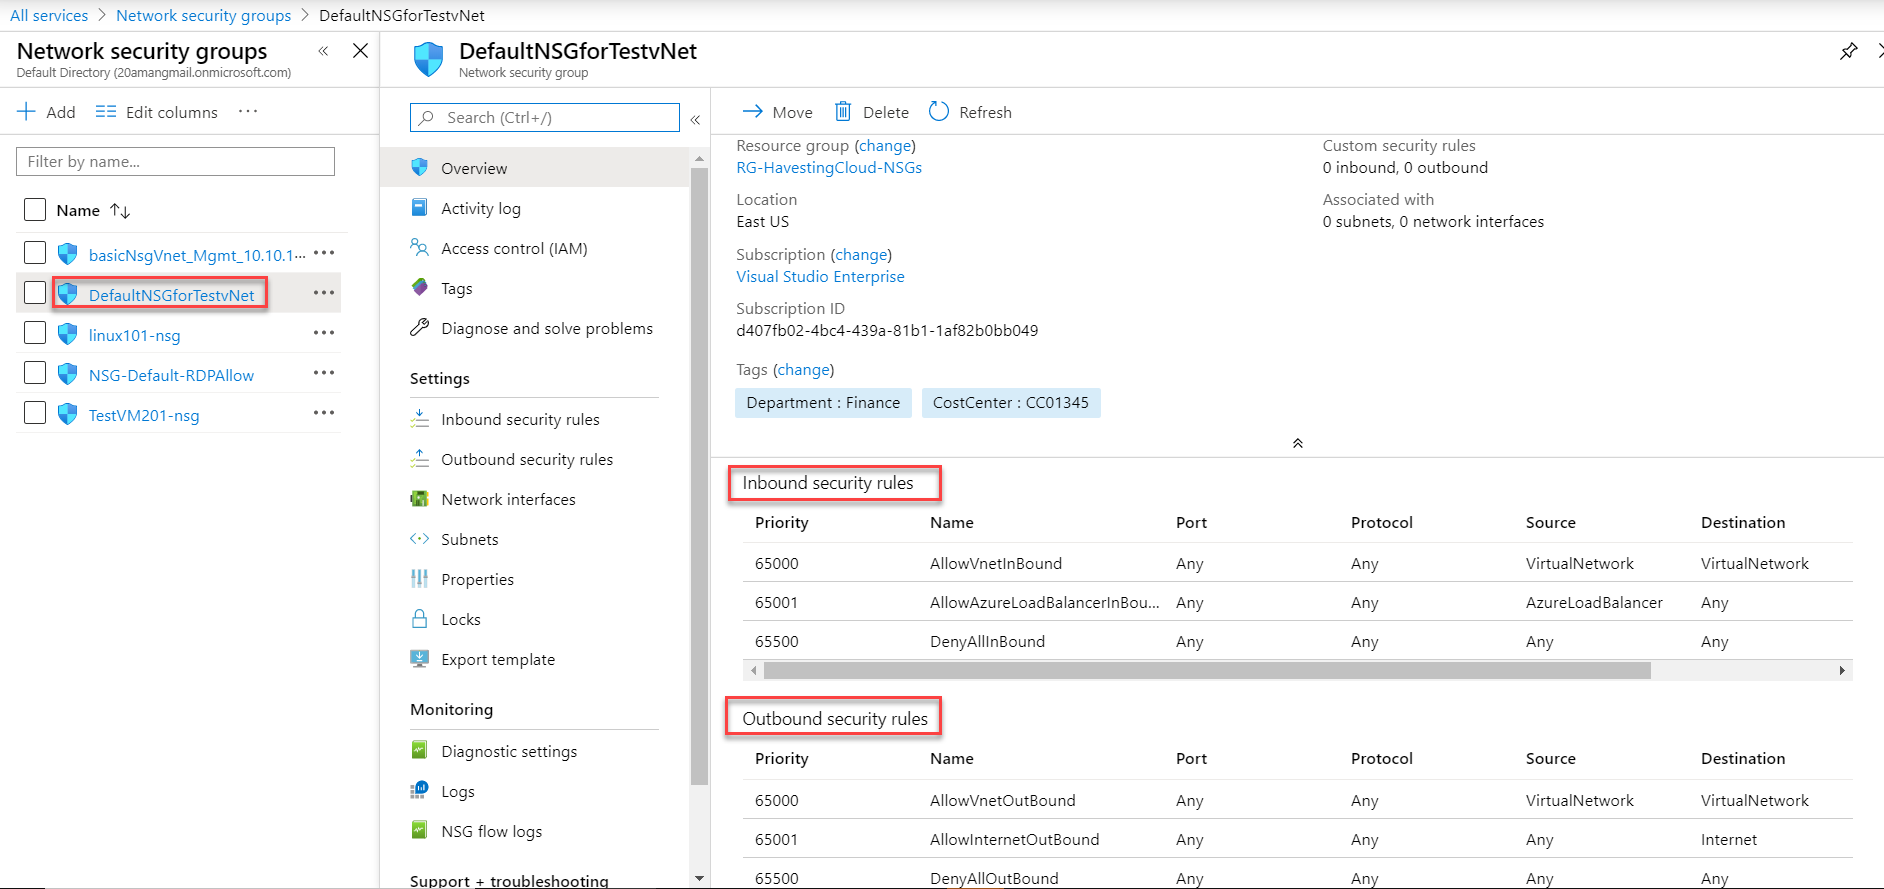 All services > Network security groups > DefaultNSGforTestvNet
Network security groups
Default Directory (20amangmail.onmicrosoft.com)
Add
Edit columns
Filter by name...
Name
basicNsgVnet_Mgmt_10.10.1...
DefaultNSGforTestvNet
linux101-nsg
NSG-Default-RDPAllow
TestVM201-nsg
DefaultNSGforTestvNet
Network security group
Search (Ctrl+/)
Overview
Activity log
Access control (IAM)
Tags
Diagnose and solve problems
Settings
Inbound security rules
Outbound security rules
Network interfaces
Subnets
Properties
Locks
Export template
Monitoring
Diagnostic settings
Logs
NSG flow logs
Support + troubleshooting
Move
Delete
Refresh
Resource group (change)
RG-HavestingCloud-NSGs
Location
East US
Subscription (change)
Visual Studio Enterprise
Subscription ID
d407fb02-4bc4-439a-81b1-1af82b0bb049
Tags (change)
Department : Finance CostCenter : CC01345
Custom security rules
0 inbound, 0 outbound
Associated with
0 subnets, 0 network interfaces
Inbound security rules
Priority Name Port Protocol Source Destination
65000 AllowVnetInBound Any Any VirtualNetwork VirtualNetwork
65001 AllowAzureLoadBalancerInBou... Any Any AzureLoadBalancer Any
65500 DenyAllInBound Any Any Any Any
Outbound security rules
Priority Name Port Protocol Source Destination
65000 AllowVnetOutBound Any Any VirtualNetwork VirtualNetwork
65001 AllowInternetOutBound Any Any Any Internet
65500 DenyAllOutBound Any Any Any Any